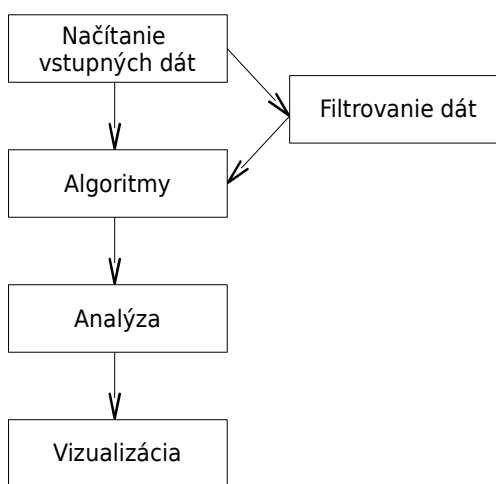 Načítanie
vstupných dát
Filtrovanie dát
Algoritmy
Analýza
Vizualizácia